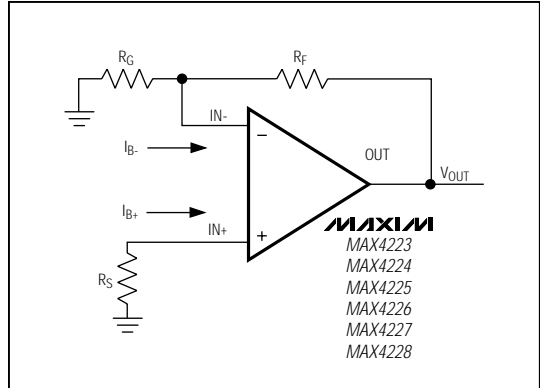 RG
RF
IN-
−
IB-
OUT
VOUT
IB+
IN+
+
RS
MAXIM
MAX4223
MAX4224
MAX4225
MAX4226
MAX4227
MAX4228